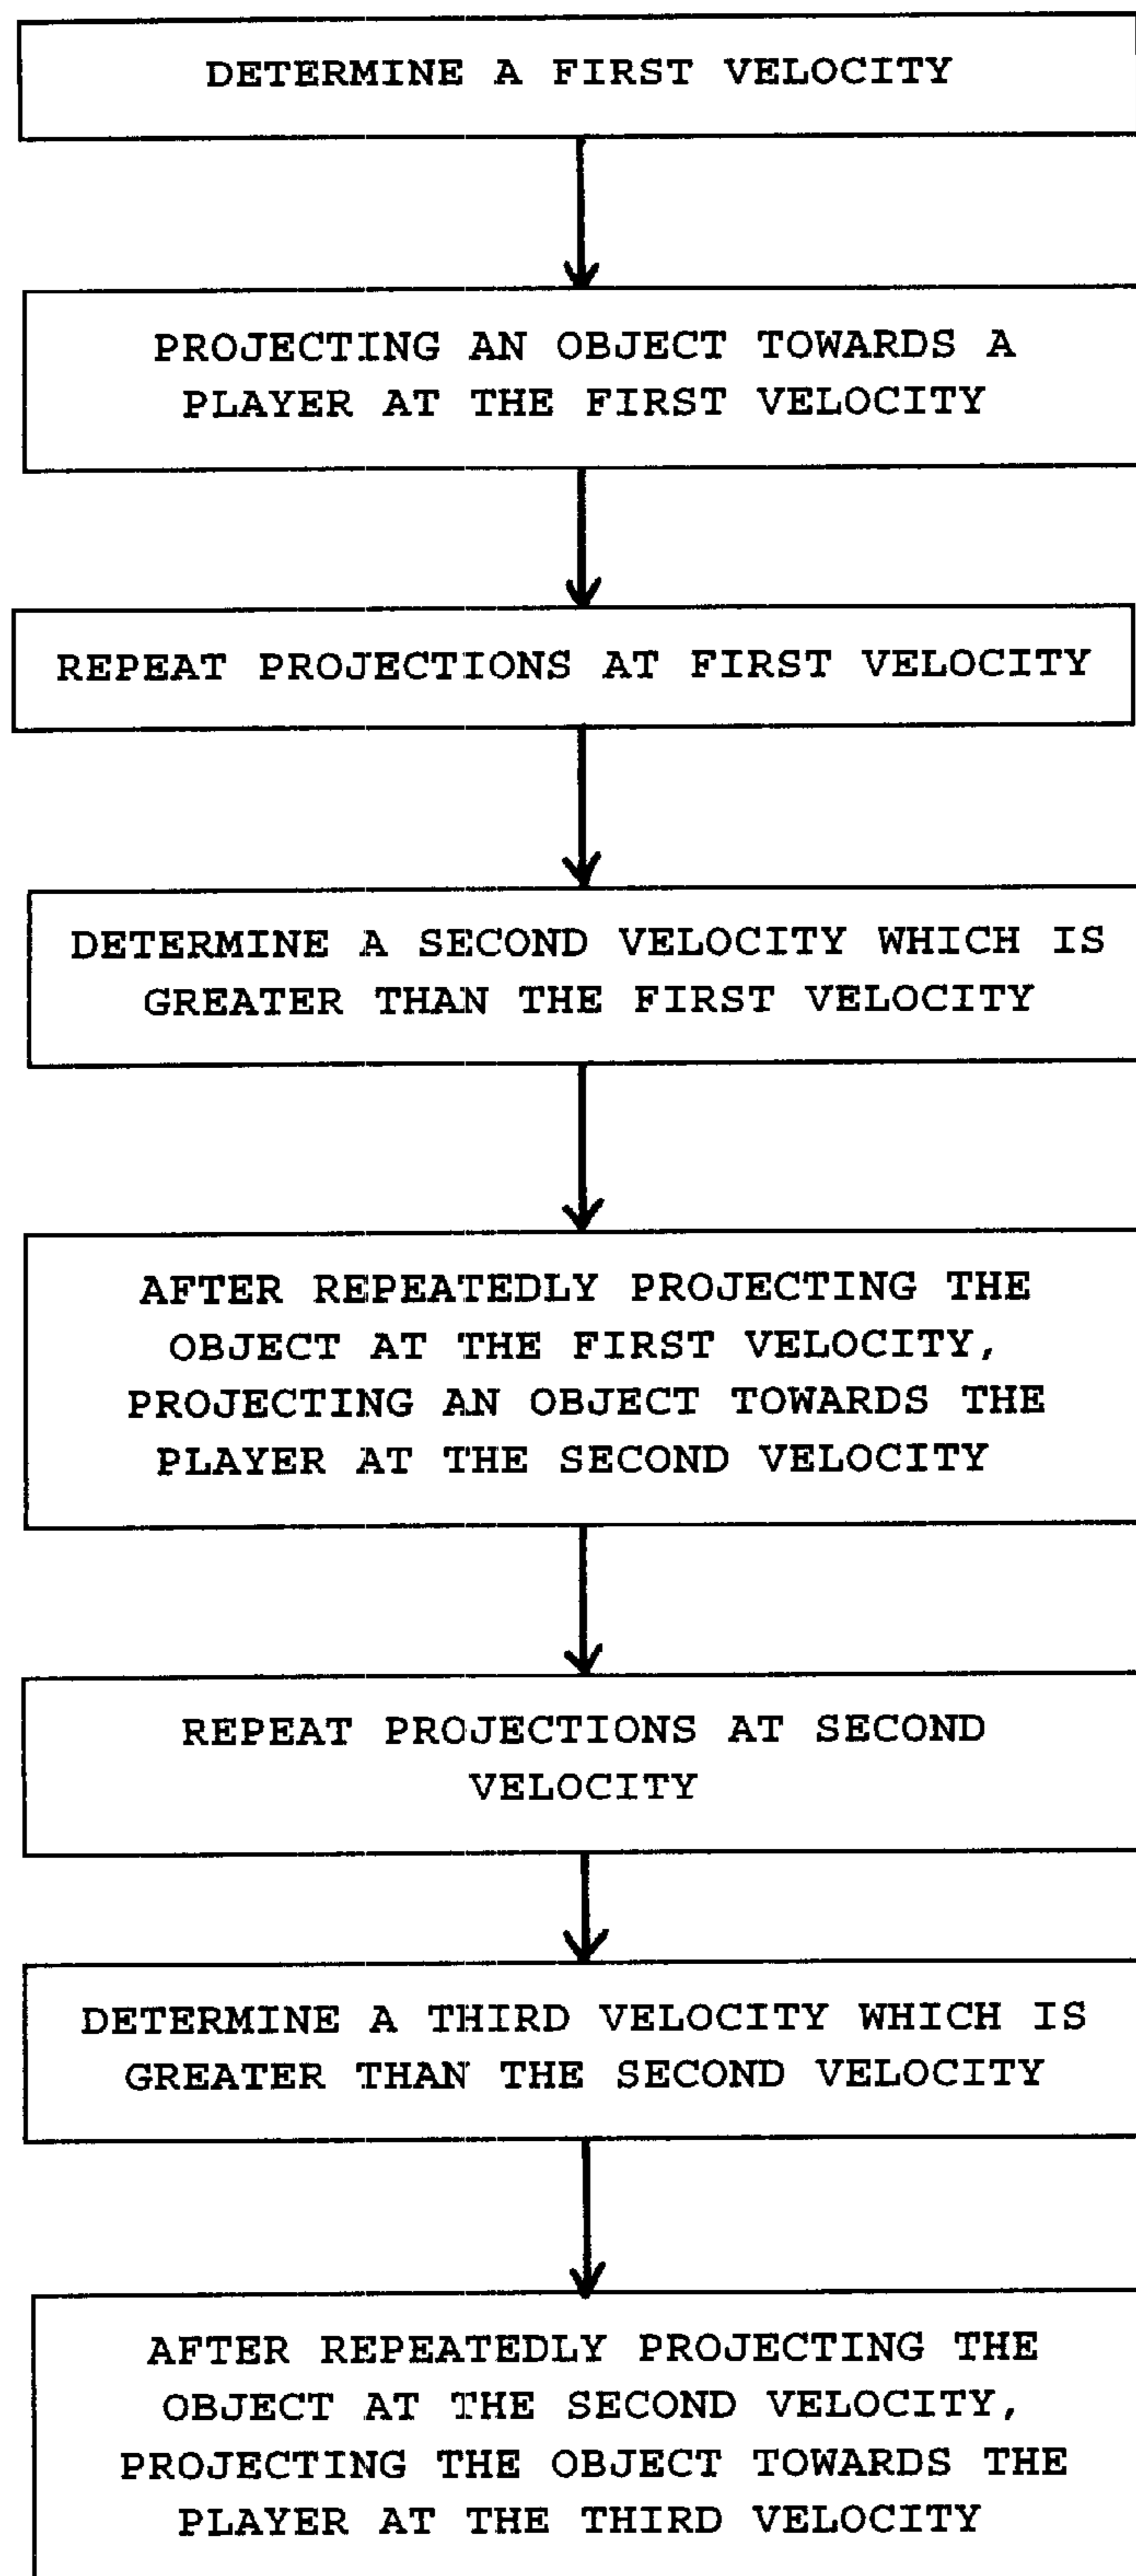 DETERMINE A FIRST VELOCITY
PROJECTING AN OBJECT TOWARDS A
PLAYER AT THE FIRST VELOCITY
REPEAT PROJECTIONS AT FIRST VELOCITY
DETERMINE A SECOND VELOCITY WHICH IS
GREATER THAN THE FIRST VELOCITY
AFTER REPEATEDLY PROJECTING THE
OBJECT AT THE FIRST VELOCITY,
PROJECTING AN OBJECT TOWARDS THE
PLAYER AT THE SECOND VELOCITY
REPEAT PROJECTIONS AT SECOND
VELOCITY
DETERMINE A THIRD VELOCITY WHICH IS
GREATER THAN THE SECOND VELOCITY
AFTER REPEATEDLY PROJECTING THE
OBJECT AT THE SECOND VELOCITY,
PROJECTING THE OBJECT TOWARDS THE
PLAYER AT THE THIRD VELOCITY